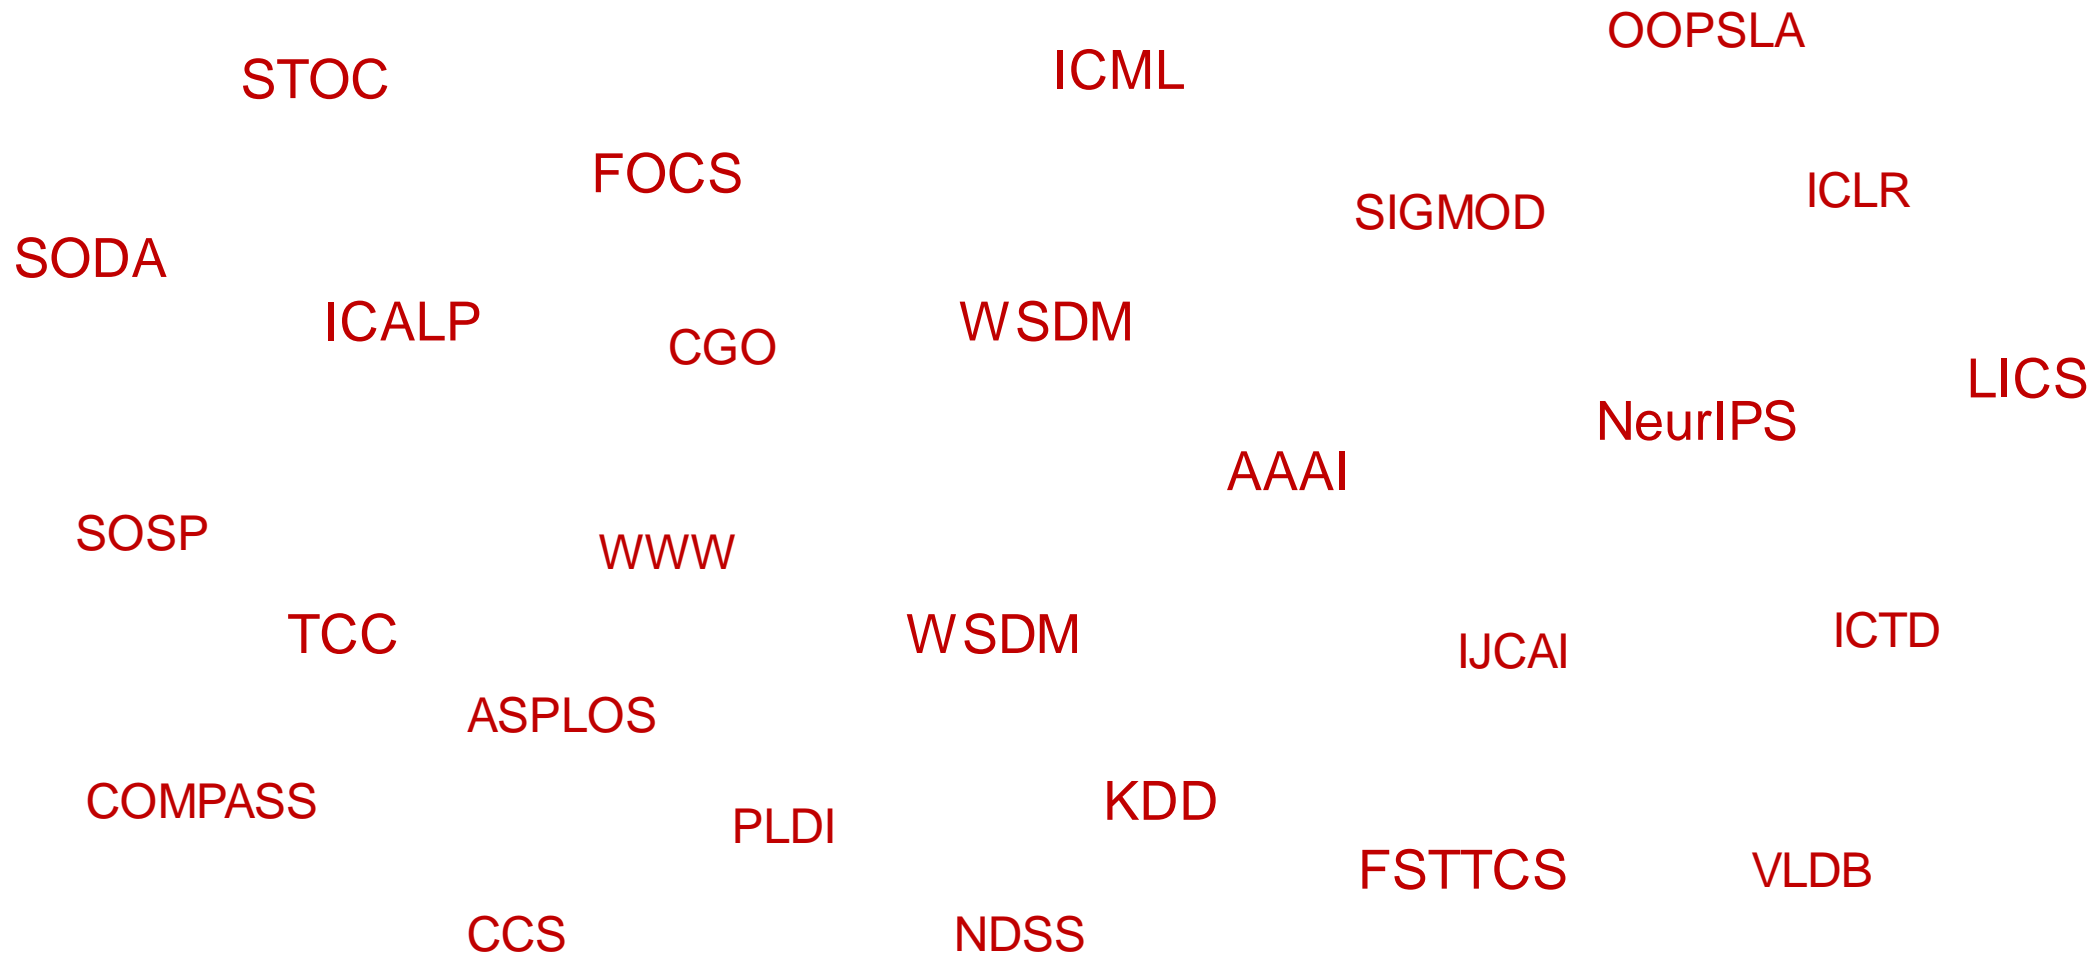 OOPSLA
STOC
ICML
FOCS
ICLR
SIGMOD
SODA
ICALP
CGO
WSDM
LICS
NeurIPS
AAAI
SOSP
WWW
TCC
WSDM
IJCAI
ICTD
ASPLOS
COMPASS
PLDI
KDD
FSTTCS
VLDB
CCS
NDSS